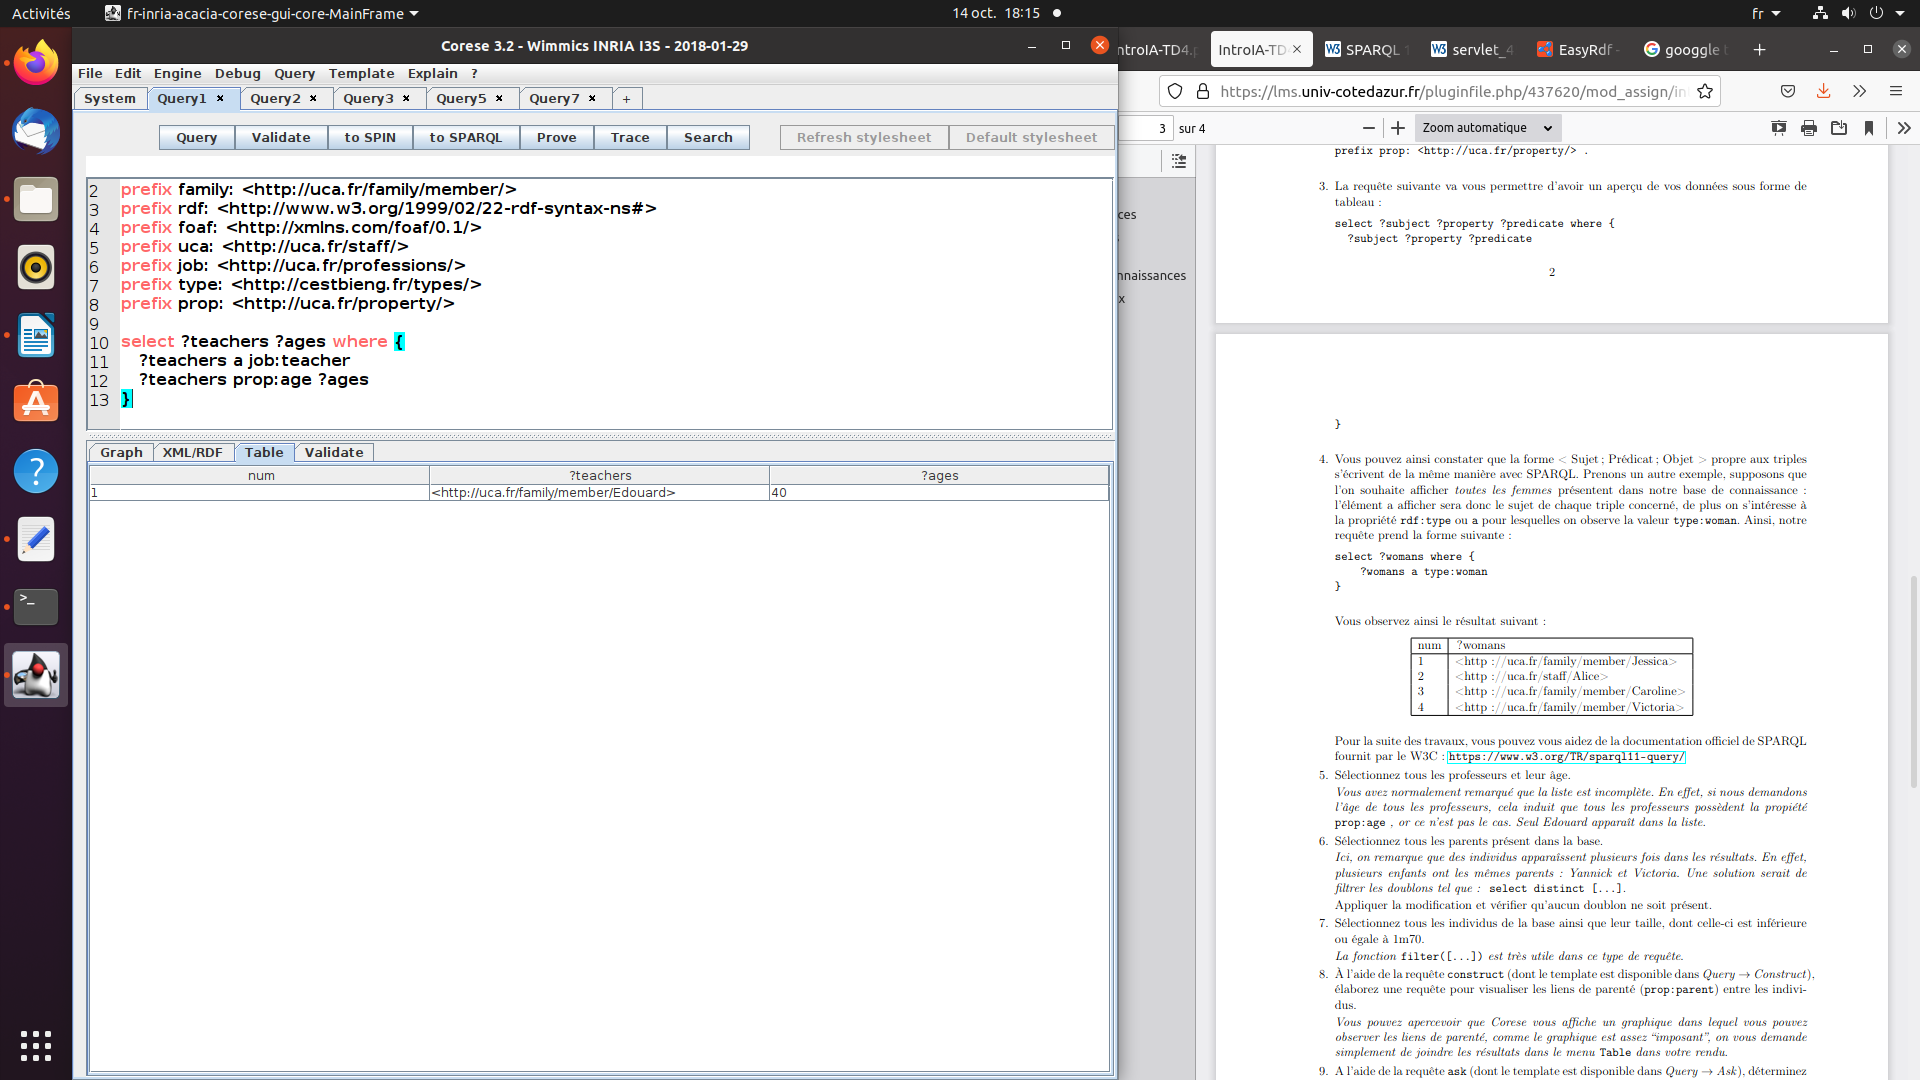 Activités
fr-inria-acacia-corese-gui-core-MainFrame
14 oct. 18:15
fr
Corese 3.2 - Wimmics INRIA I3S - 2018-01-29
File Edit Engine Debug Query Template Explain ?
System Query1 Query2 Query3 Query5 Query7 +
Query Validate to SPIN to SPARQL Prove Trace Search Refresh stylesheet Default stylesheet
2 prefix family: <http://uca.fr/family/member/>
3 prefix rdf: <http://www.w3.org/1999/02/22-rdf-syntax-ns#>
4 prefix foaf: <http://xmlns.com/foaf/0.1/>
5 prefix uca: <http://uca.fr/staff/>
6 prefix job: <http://uca.fr/professions/>
7 prefix type: <http://cestbieng.fr/types/>
8 prefix prop: <http://uca.fr/property/>
9
10 select ?teachers ?ages where {
11 ?teachers a job:teacher
12 ?teachers prop:age ?ages
13 }
Graph XML/RDF Table Validate
num ?teachers ?ages
1 <http://uca.fr/family/member/Edouard> 40
ntroIA-TD4.p IntroIA-TD SPARQL 1 servlet_4 EasyRdf - googgle t
https://lms.univ-cotedazur.fr/pluginfile.php/437620/mod_assign/in
3 sur 4 Zoom automatique
ces
nnaissances
x
prefix prop: <http://uca.fr/property/> .
3. La requête suivante va vous permettre d'avoir un aperçu de vos données sous forme de
tableau :
select ?subject ?property ?predicate where {
?subject ?property ?predicate
2
}
4. Vous pouvez ainsi constater que la forme < Sujet ; Prédicat ; Objet > propre aux triples
s'écrivent de la même manière avec SPARQL. Prenons un autre exemple, supposons que
l'on souhaite afficher toutes les femmes présentent dans notre base de connaissance :
l'élément a afficher sera donc le sujet de chaque triple concerné, de plus on s'intéresse à
la propriété rdf:type ou a pour lesquelles on observe la valeur type:woman. Ainsi, notre
requête prend la forme suivante :
select ?womans where {
?womans a type:woman
}
Vous observez ainsi le résultat suivant :
num ?womans
1 <http ://uca.fr/family/member/Jessica>
2 <http ://uca.fr/staff/Alice>
3 <http ://uca.fr/family/member/Caroline>
4 <http ://uca.fr/family/member/Victoria>
Pour la suite des travaux, vous pouvez vous aidez de la documentation officiel de SPARQL
fournit par le W3C : https://www.w3.org/TR/sparql11-query/
5. Sélectionnez tous les professeurs et leur âge.
Vous avez normalement remarqué que la liste est incomplète. En effet, si nous demandons
l'âge de tous les professeurs, cela induit que tous les professeurs possèdent la propiété
prop:age , or ce n'est pas le cas. Seul Edouard apparaît dans la liste.
6. Sélectionnez tous les parents présent dans la base.
Ici, on remarque que des individus apparaîssent plusieurs fois dans les résultats. En effet,
plusieurs enfants ont les mêmes parents : Yannick et Victoria. Une solution serait de
filtrer les doublons tel que : select distinct [...].
Appliquer la modification et vérifier qu'aucun doublon ne soit présent.
7. Sélectionnez tous les individus de la base ainsi que leur taille, dont celle-ci est inférieure
ou égale à 1m70.
La fonction filter([...]) est très utile dans ce type de requête.
8. À l'aide de la requête construct (dont le template est disponible dans Query → Construct),
élaborez une requête pour visualiser les liens de parenté (prop:parent) entre les indivi-
dus.
Vous pouvez apercevoir que Corese vous affiche un graphique dans lequel vous pouvez
observer les liens de parenté, comme le graphique est assez "imposant", on vous demande
simplement de joindre les résultats dans le menu Table dans votre rendu.
9. A l'aide de la requête ask (dont le template est disponible dans Query → Ask), déterminez